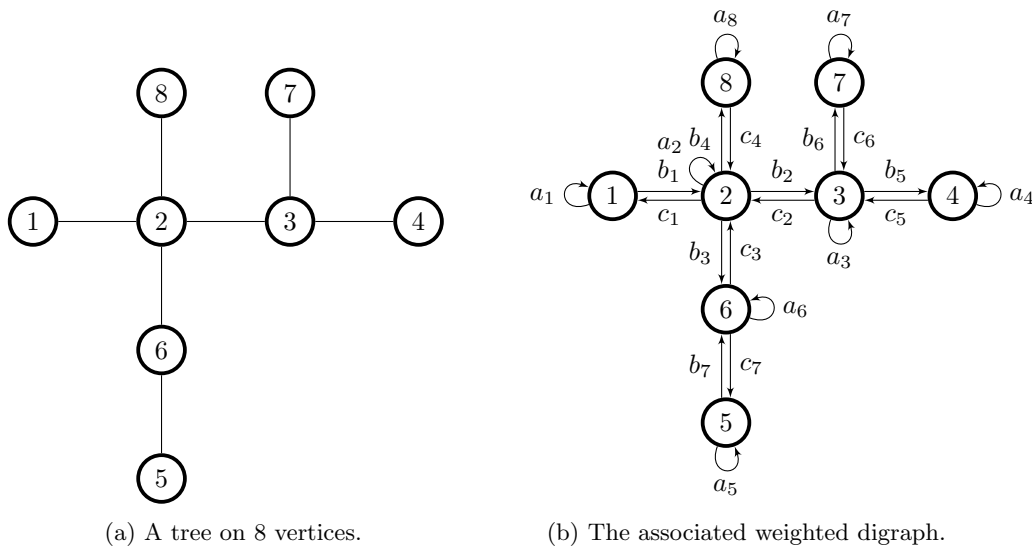 8
7
1
2
3
4
6
5
(a) A tree on 8 vertices.
a₈
a₇
8
7
a₂ b₄ c₄
b₆ c₆
a₁ 1 b₁ c₁ 2 b₂ c₂ 3 b₅ c₅ 4 a₄
a₃
b₃ c₃
6 a₆
b₇ c₇
5
a₅
(b) The associated weighted digraph.